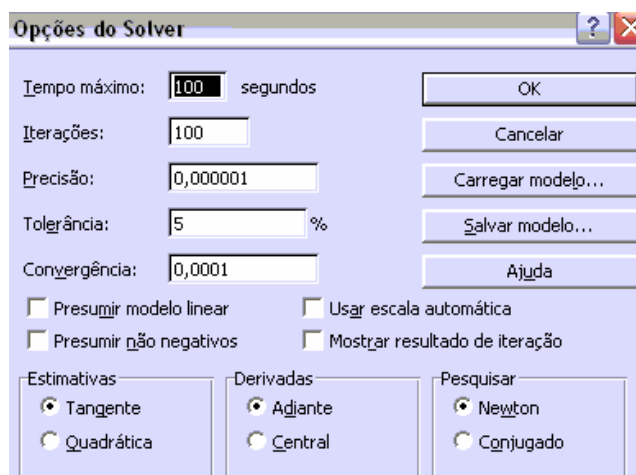 Opções do Solver
Tempo máximo: 100 segundos OK
Iterações: 100 Cancelar
Precisão: 0,000001 Carregar modelo...
Tolerância: 5 % Salvar modelo...
Convergência: 0,0001 Ajuda
Presumir modelo linear Usar escala automática
Presumir não negativos Mostrar resultado de iteração
Estimativas Derivadas Pesquisar
Tangente Adiante Newton
Quadrática Central Conjugado